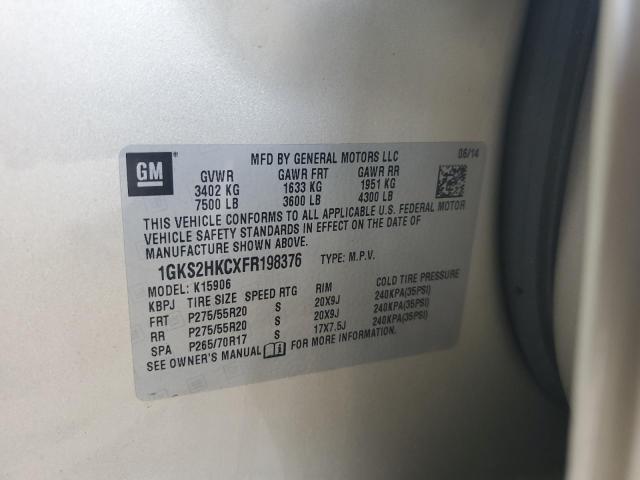 GM
MFD BY GENERAL MOTORS LLC 06/14
GVWR GAWR FRT GAWR RR
3402 KG 1633 KG 1951 KG
7500 LB 3600 LB 4300 LB
THIS VEHICLE CONFORMS TO ALL APPLICABLE U.S. FEDERAL MOTOR
VEHICLE SAFETY STANDARDS IN EFFECT ON THE DATE OF
MANUFACTURE SHOWN ABOVE.
1GKS2HKCXFR198376 TYPE: M.P.V.
MODEL: K15906
KBPJ TIRE SIZE SPEED RTG RIM COLD TIRE PRESSURE
FRT P275/55R20 S 20X9J 240KPA(35PSI)
RR P275/55R20 S 20X9J 240KPA(35PSI)
SPA P265/70R17 S 17X7.5J 240KPA(35PSI)
SEE OWNER'S MANUAL FOR MORE INFORMATION.